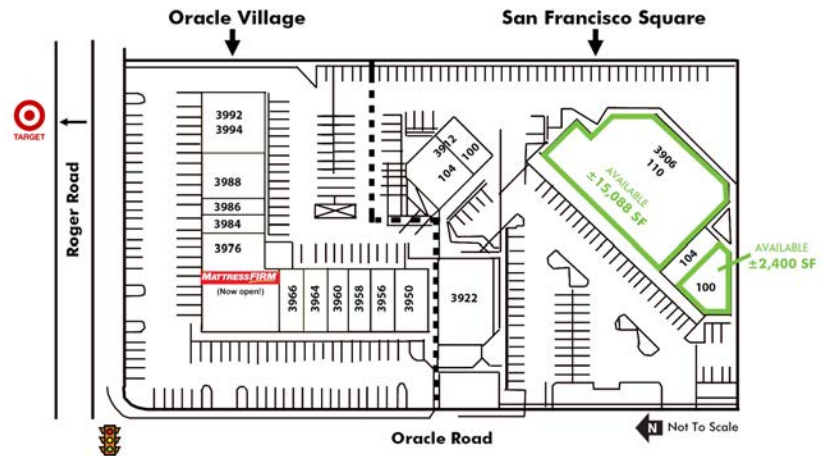 Oracle Village
San Francisco Square
TARGET
Roger Road
3992
3994
3988
3986
3984
3976
MATTRESSFIRM
(Now open!)
3966
3964
3960
3958
3956
3950
3912
100
104
3922
3906
110
AVAILABLE
±15,088 SF
104
100
AVAILABLE
±2,400 SF
Oracle Road
N
Not To Scale